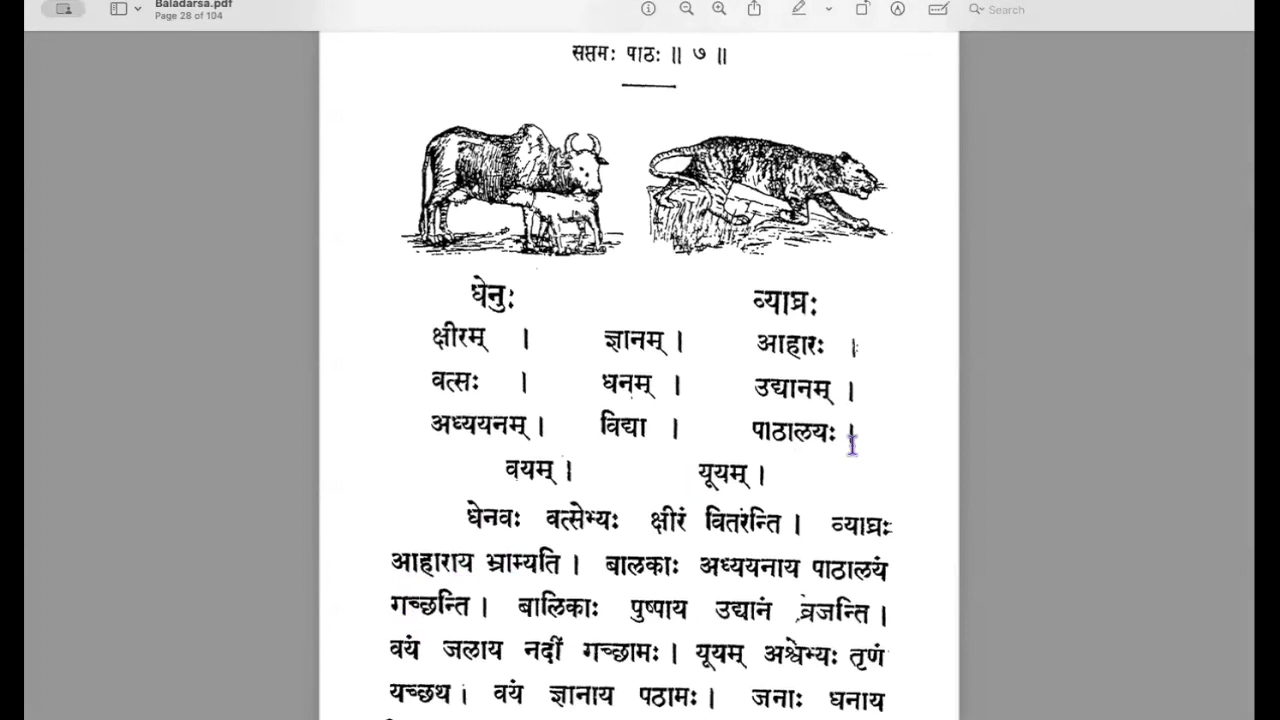 Baladarsa.pdf
Page 28 of 104
Search
सप्तमः पाठः ॥ ७ ॥
धेनुः व्याघ्रः
क्षीरम् । ज्ञानम् । आहारः ।
वत्सः । धनम् । उद्यानम् ।
अध्ययनम् । विद्या । पाठालयः ।
वयम् । यूयम् ।
धेनवः वत्सेभ्यः क्षीरं वितरन्ति । व्याघ्रः
आहाराय भ्राम्यति । बालकाः अध्ययनाय पाठालयं
गच्छन्ति । बालिकाः पुष्पाय उद्यानं व्रजन्ति ।
वयं जलाय नदीं गच्छामः । यूयम् अश्वेभ्यः तृणं
यच्छथ । वयं ज्ञानाय पठामः । जनाः धनाय